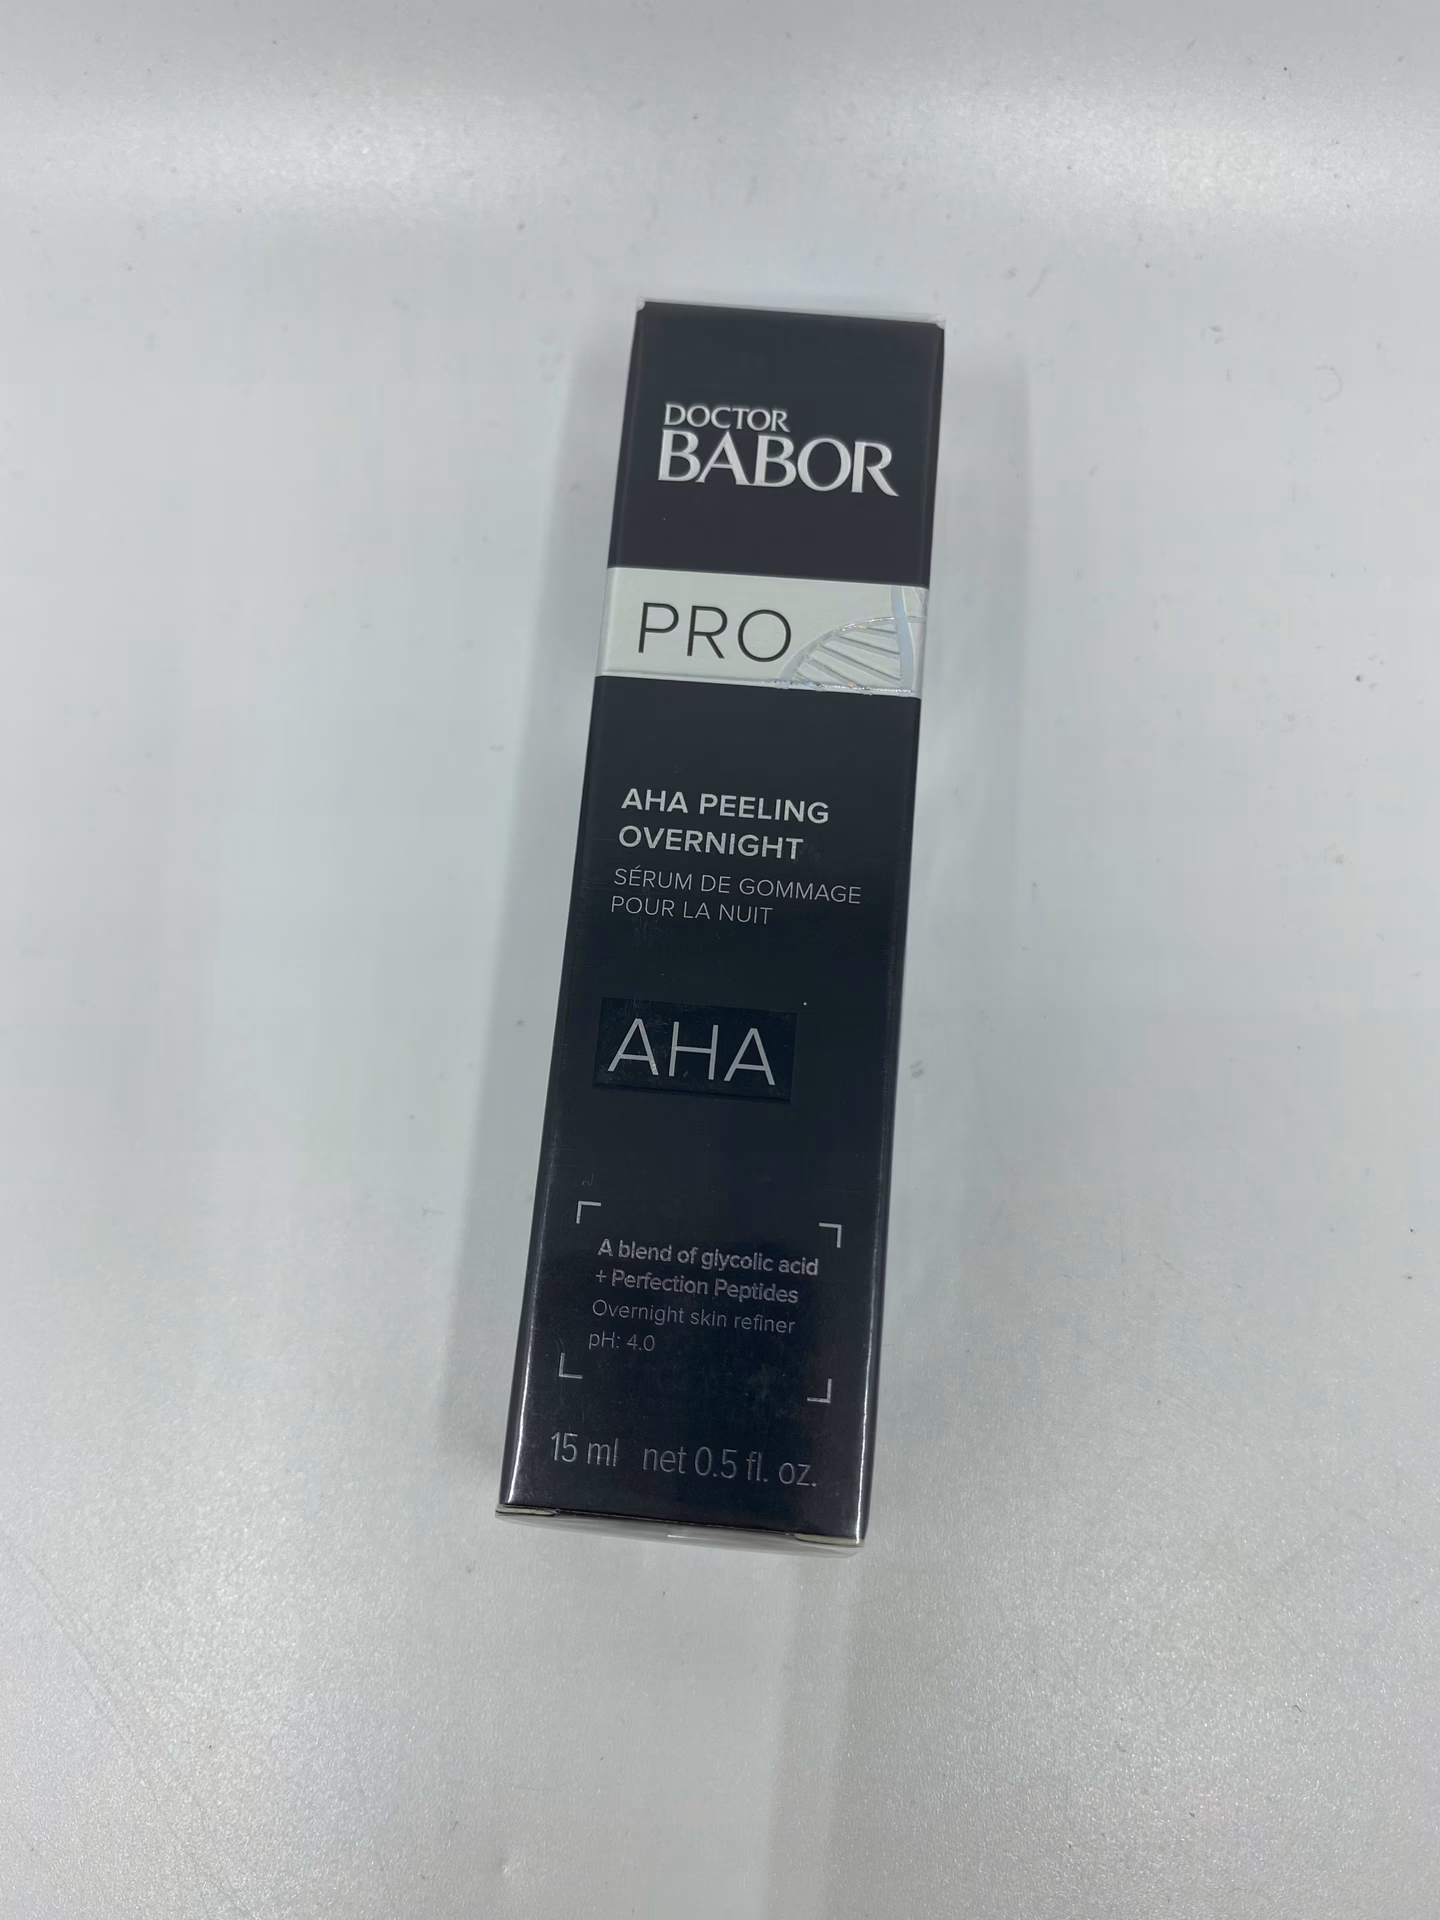 DOCTOR
BABOR
PRO
AHA PEELING
OVERNIGHT
SÉRUM DE GOMMAGE
POUR LA NUIT
AHA
A blend of glycolic acid
+ Perfection Peptides
Overnight skin refiner
pH: 4.0
15 ml net 0.5 fl. oz.